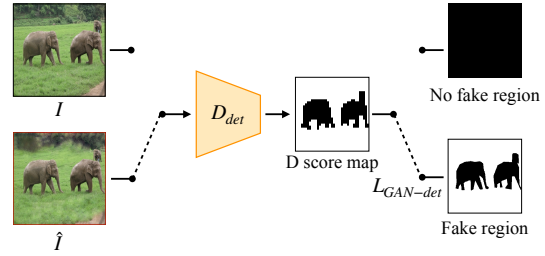 I
No fake region
D_det
D score map
L_GAN−det
Î
Fake region